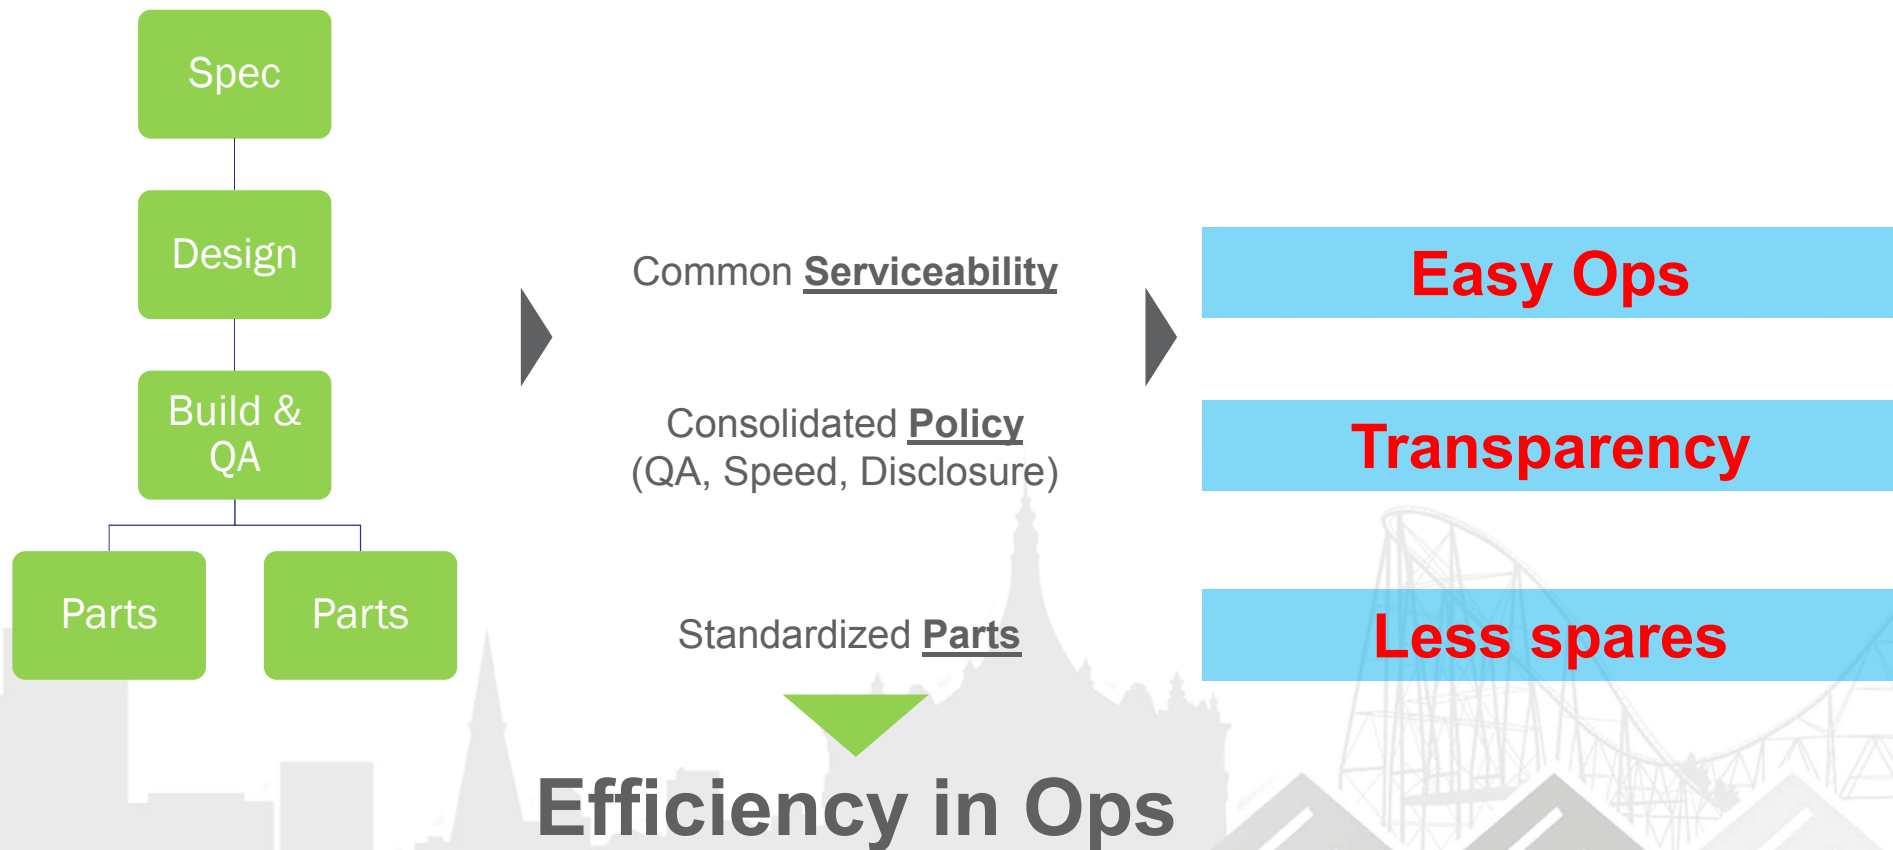 Spec
Design
Build &
QA
Parts
Parts
Common Serviceability
Consolidated Policy
(QA, Speed, Disclosure)
Standardized Parts
Easy Ops
Transparency
Less spares
Efficiency in Ops